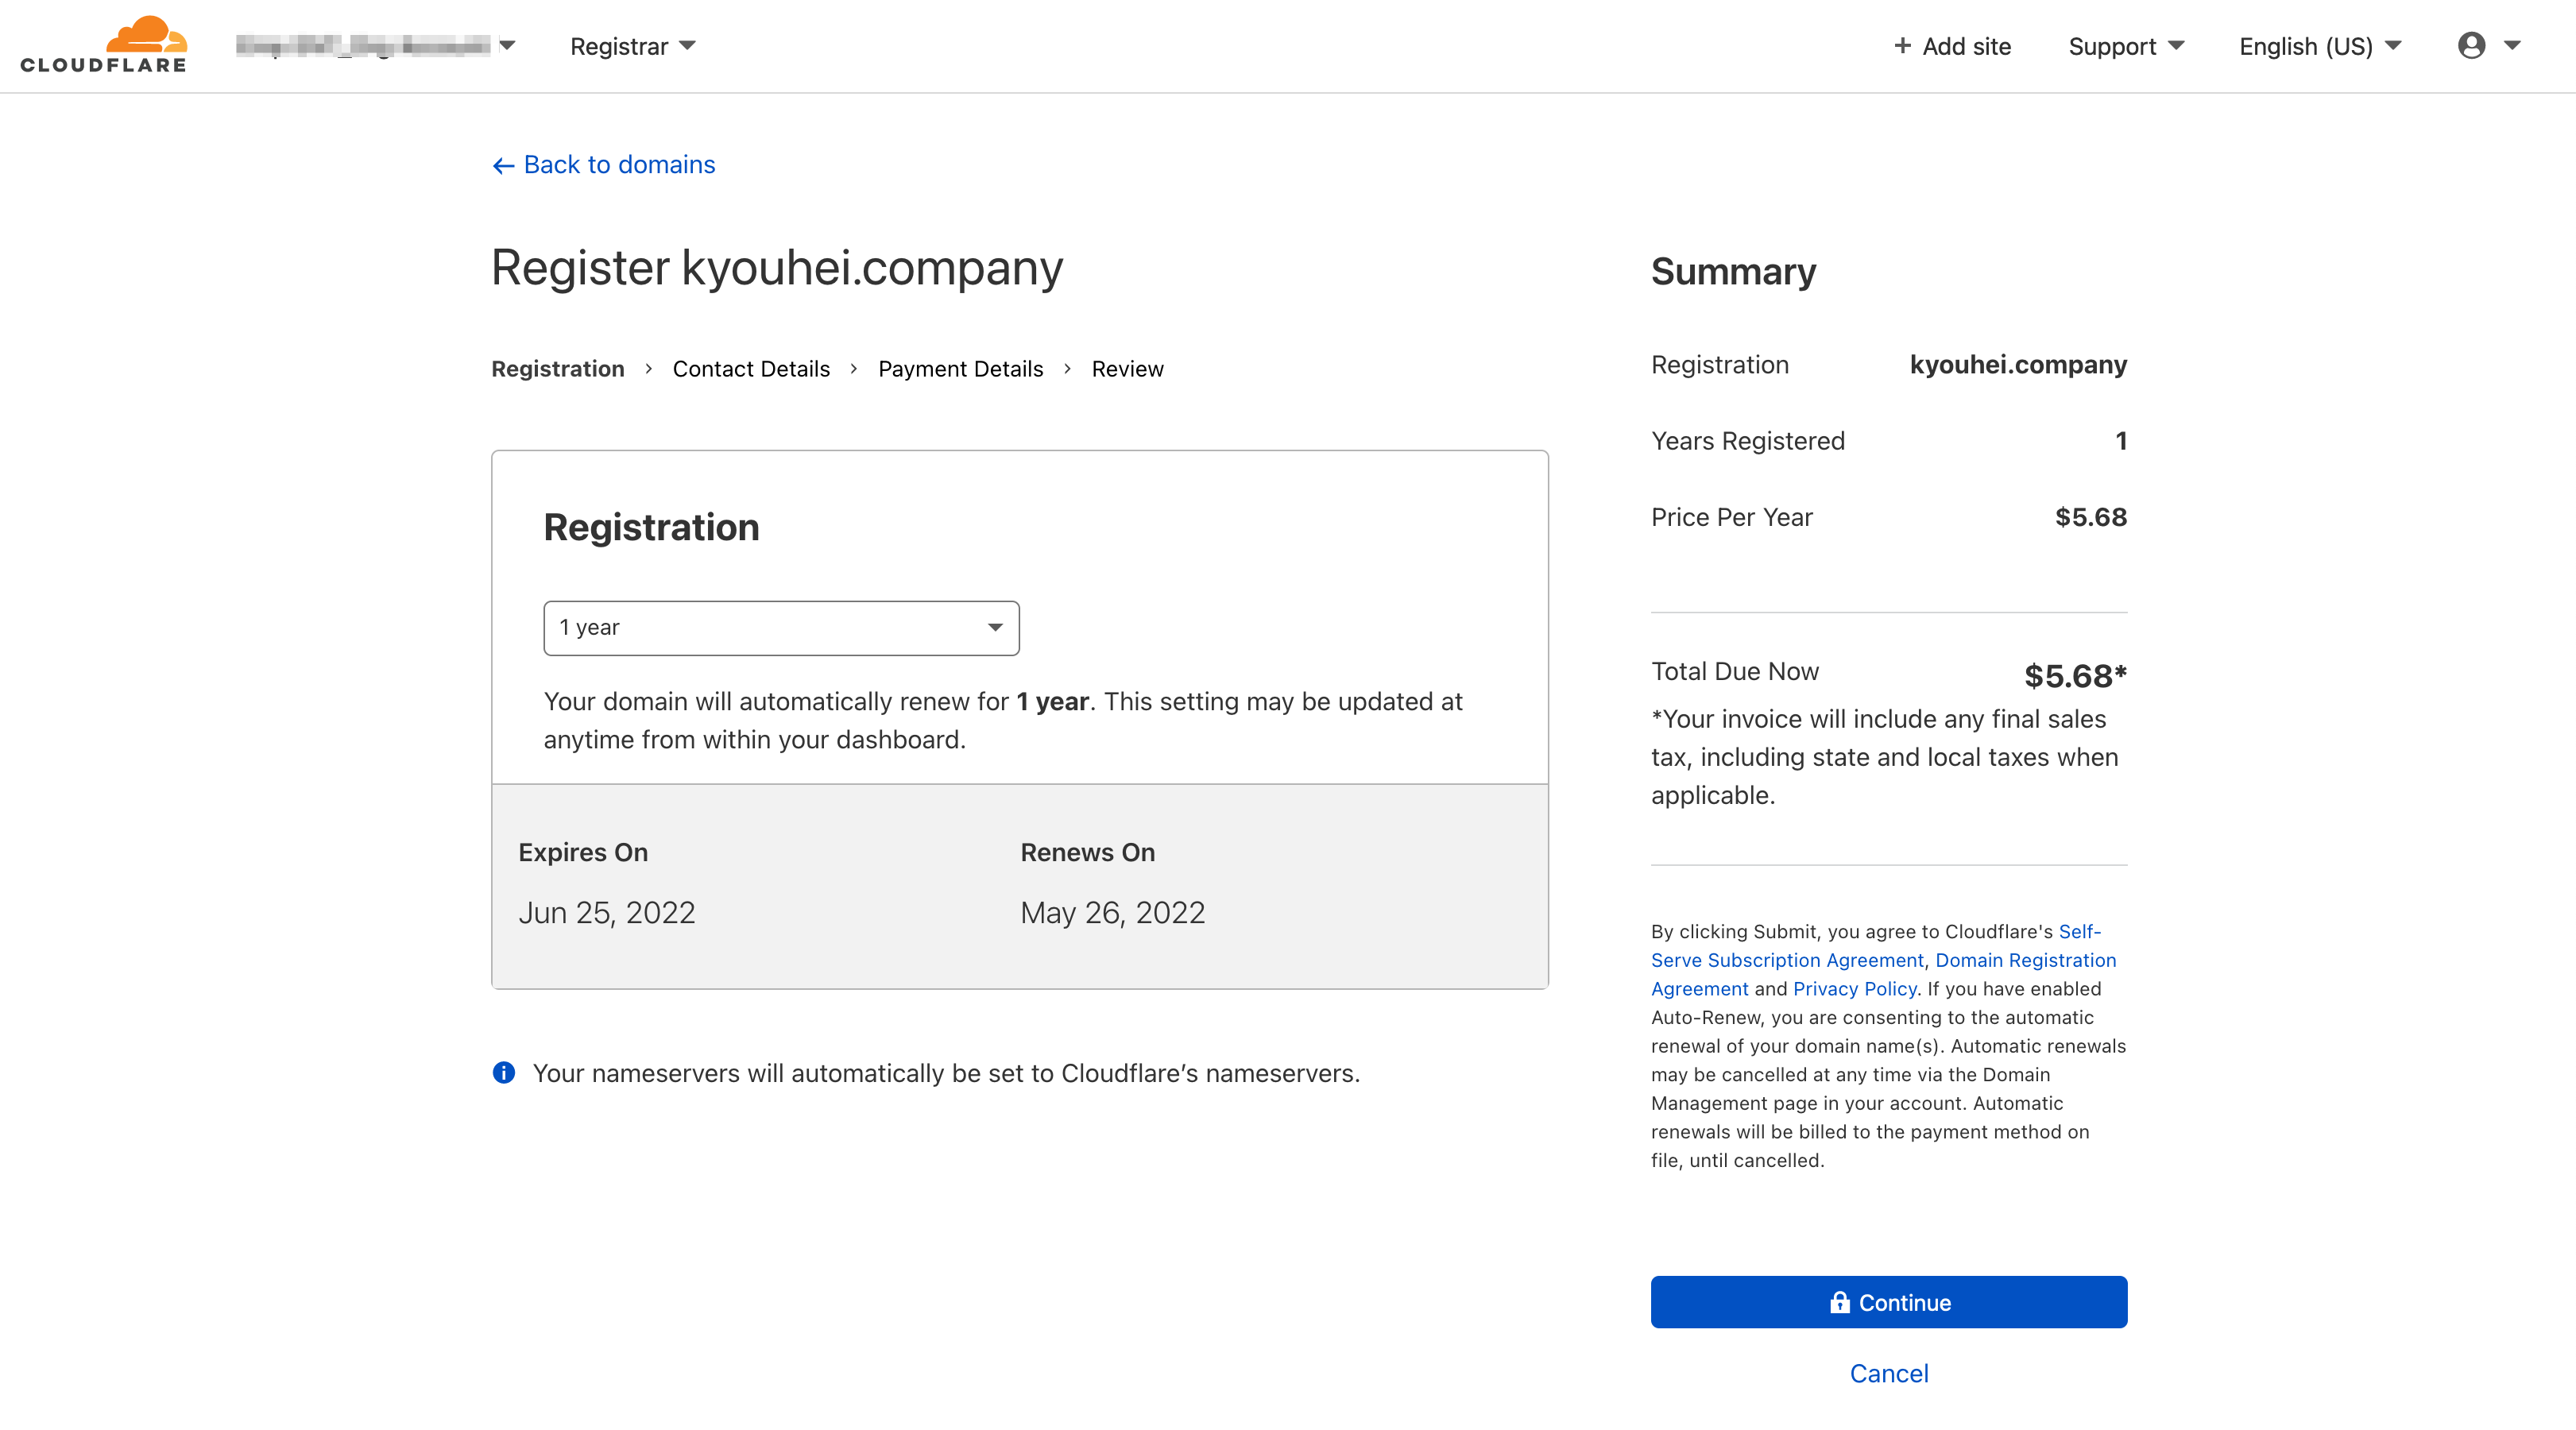 CLOUDFLARE
Registrar
+ Add site
Support
English (US)
← Back to domains
Register kyouhei.company
Registration › Contact Details › Payment Details › Review
Registration
1 year
Your domain will automatically renew for 1 year. This setting may be updated at
anytime from within your dashboard.
Expires On
Jun 25, 2022
Renews On
May 26, 2022
Your nameservers will automatically be set to Cloudflare’s nameservers.
Summary
Registration kyouhei.company
Years Registered 1
Price Per Year $5.68
Total Due Now $5.68*
*Your invoice will include any final sales
tax, including state and local taxes when
applicable.
By clicking Submit, you agree to Cloudflare's Self-
Serve Subscription Agreement, Domain Registration
Agreement and Privacy Policy. If you have enabled
Auto-Renew, you are consenting to the automatic
renewal of your domain name(s). Automatic renewals
may be cancelled at any time via the Domain
Management page in your account. Automatic
renewals will be billed to the payment method on
file, until cancelled.
Continue
Cancel